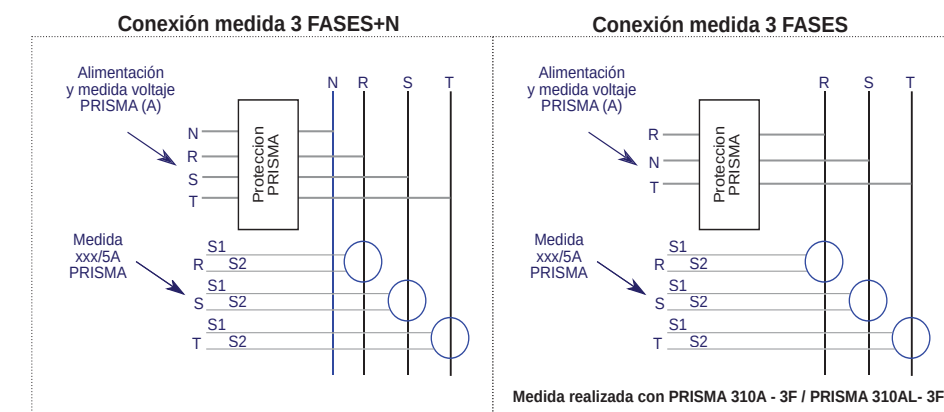 Conexión medida 3 FASES+N
Alimentación
y medida voltaje
PRISMA (A)
N R S T
N
R
S
T
Proteccion
PRISMA
Medida
xxx/5A
PRISMA
S1
R S2
S1
S S2
S1
T S2
Conexión medida 3 FASES
Alimentación
y medida voltaje
PRISMA (A)
R S T
R
N
T
Proteccion
PRISMA
Medida
xxx/5A
PRISMA
S1
R S2
S1
S S2
S1
T S2
Medida realizada con PRISMA 310A - 3F / PRISMA 310AL- 3F